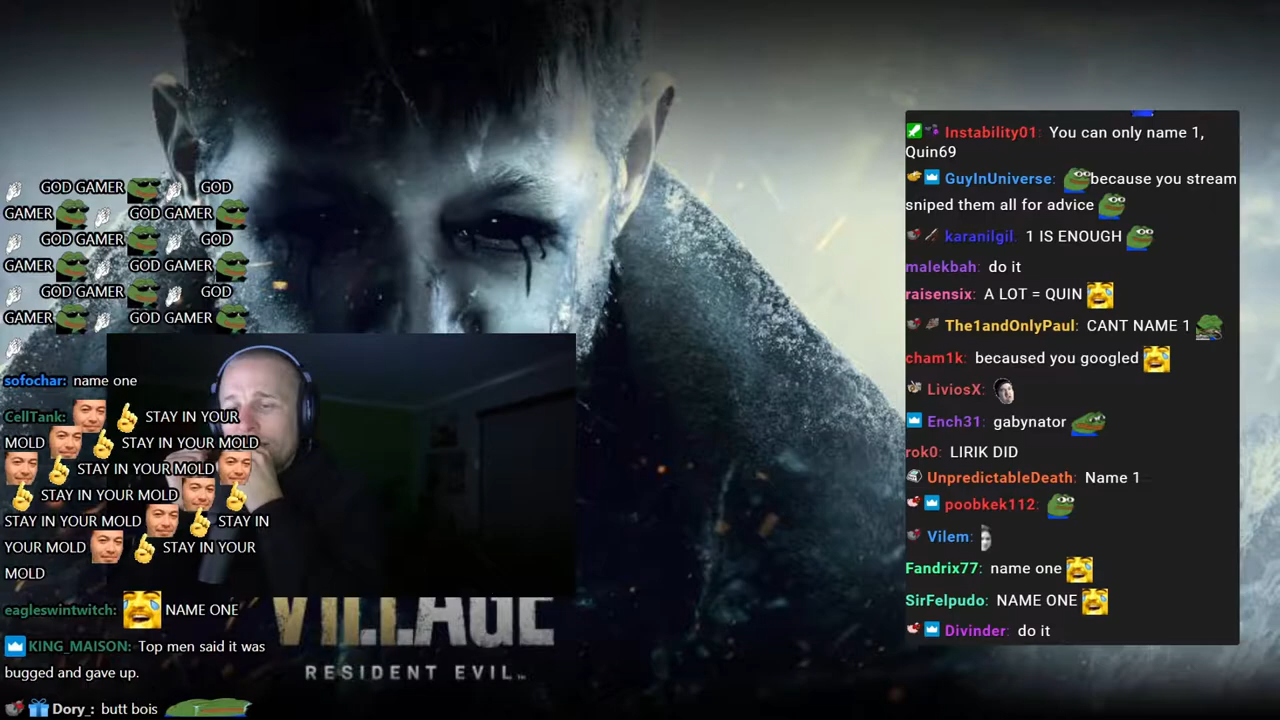 GOD GAMER GOD
GAMER GOD GAMER
GOD GAMER GOD
GAMER GOD GAMER
GOD GAMER GOD
GAMER GOD GAMER
sofochar: name one
CellTank: STAY IN YOUR
MOLD STAY IN YOUR MOLD
STAY IN YOUR MOLD
STAY IN YOUR MOLD
STAY IN YOUR MOLD STAY IN
YOUR MOLD STAY IN YOUR
MOLD
eagleswintwitch: NAME ONE
KING_MAISON: Top men said it was
bugged and gave up.
Dory_: butt bois
VILLAGE
RESIDENT EVIL™
Instability01: You can only name 1,
Quin69
GuyInUniverse: because you stream
sniped them all for advice
karanilgil: 1 IS ENOUGH
malekbah: do it
raisensix: A LOT = QUIN
The1andOnlyPaul: CANT NAME 1
cham1k: becaused you googled
LiviosX:
Ench31: gabynator
rok0: LIRIK DID
UnpredictableDeath: Name 1
poobkek112:
Vilem:
Fandrix77: name one
SirFelpudo: NAME ONE
Divinder: do it